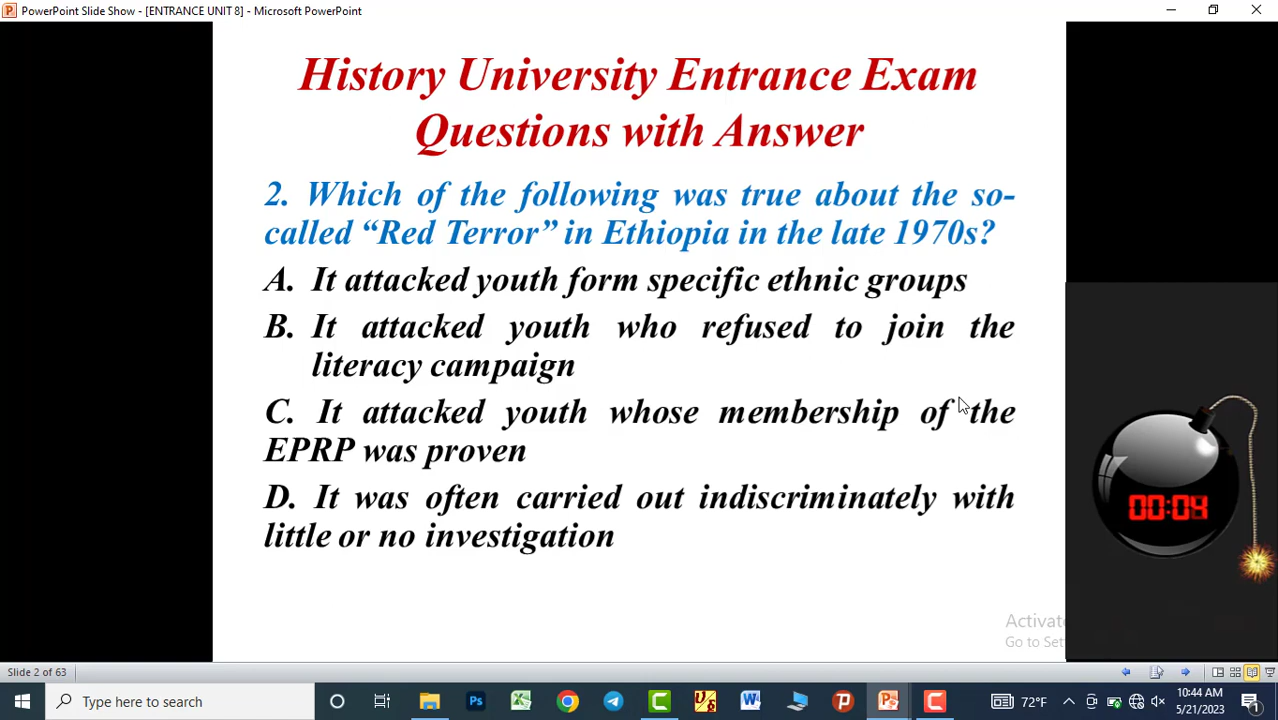 PowerPoint Slide Show - [ENTRANCE UNIT 8] - Microsoft PowerPoint
History University Entrance Exam
Questions with Answer
2. Which of the following was true about the so-
called “Red Terror” in Ethiopia in the late 1970s?
A. It attacked youth form specific ethnic groups
B. It attacked youth who refused to join the
literacy campaign
C. It attacked youth whose membership of the
EPRP was proven
D. It was often carried out indiscriminately with
little or no investigation
00:04
Activate
Go to Set
Slide 2 of 63
Type here to search
Ps
72°F
10:44 AM
5/21/2023
1